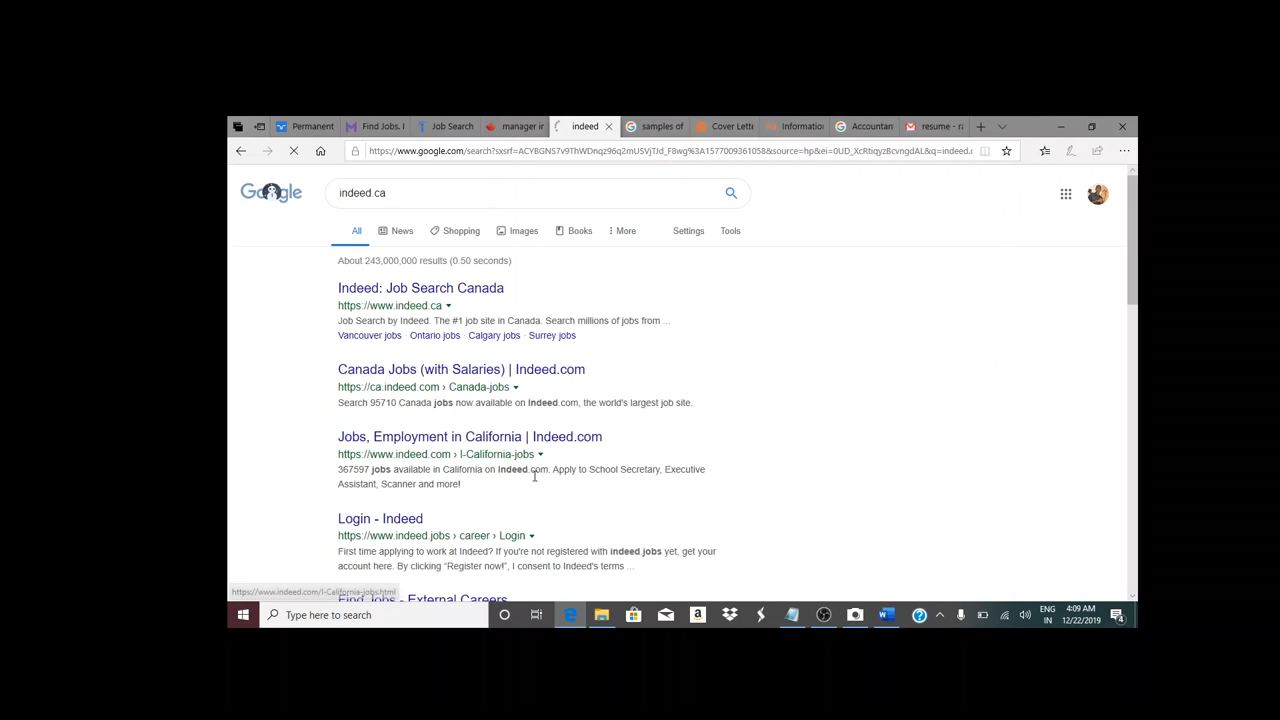 Permanent
Find Jobs. I
Job Search
manager in
indeed
samples of
Cover Lette
Informatio
Accountan
resume - ra
https://www.google.com/search?sxsrf=ACYBGNS7v9ThWDnqz96q2mUSVjTJd_F8wg%3A1577009361058&source=hp&ei=0UD_XcRtiqyzBcvngdAL&q=indeed.c
Google
indeed.ca
All
News
Shopping
Images
Books
More
Settings
Tools
About 243,000,000 results (0.50 seconds)
Indeed: Job Search Canada
https://www.indeed.ca
Job Search by Indeed. The #1 job site in Canada. Search millions of jobs from ...
Vancouver jobs · Ontario jobs · Calgary jobs · Surrey jobs
Canada Jobs (with Salaries) | Indeed.com
https://ca.indeed.com › Canada-jobs
Search 95710 Canada jobs now available on Indeed.com, the world's largest job site.
Jobs, Employment in California | Indeed.com
https://www.indeed.com › l-California-jobs
367597 jobs available in California on Indeed.com. Apply to School Secretary, Executive
Assistant, Scanner and more!
Login - Indeed
https://www.indeed.jobs › career › Login
First time applying to work at Indeed? If you're not registered with indeed.jobs yet, get your
account here. By clicking “Register now!”, I consent to Indeed's terms ...
https://www.indeed.com/l-California-jobs.html
Find Jobs - External Careers
Type here to search
ENG
IN
4:09 AM
12/22/2019
4